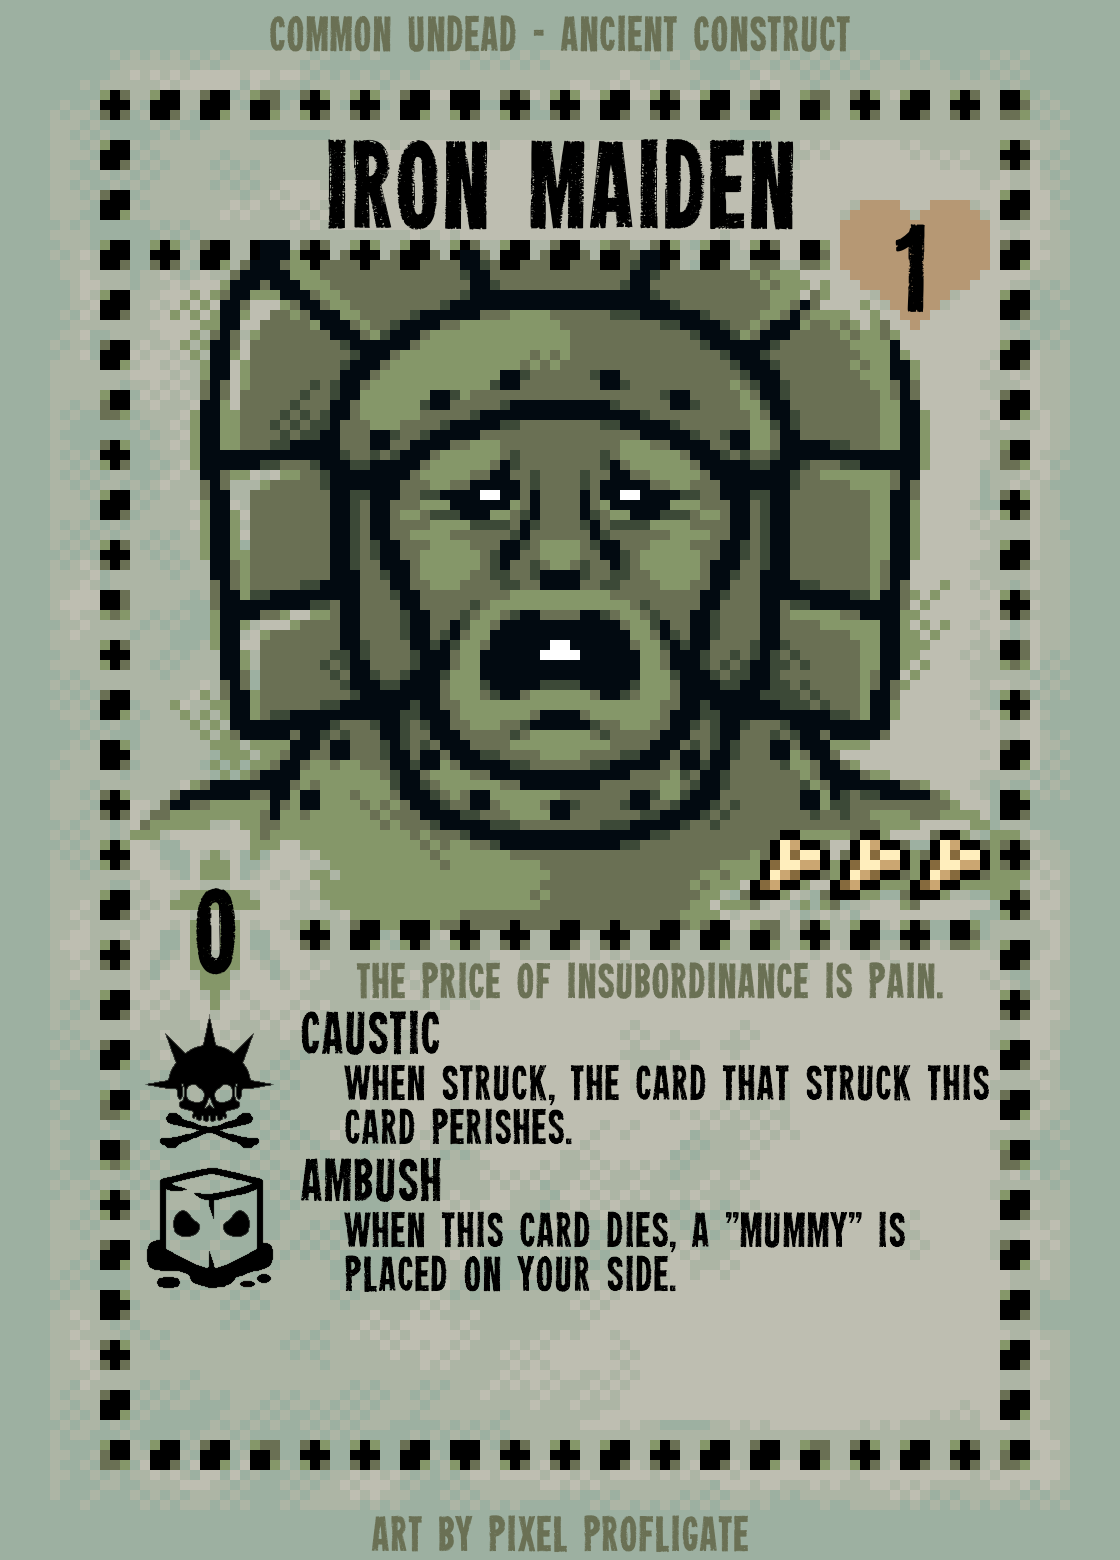 COMMON UNDEAD - ANCIENT CONSTRUCT
IRON MAIDEN
1
0
THE PRICE OF INSUBORDINANCE IS PAIN.
CAUSTIC
WHEN STRUCK, THE CARD THAT STRUCK THIS
CARD PERISHES.
AMBUSH
WHEN THIS CARD DIES, A "MUMMY" IS
PLACED ON YOUR SIDE.
ART BY PIXEL PROFLIGATE